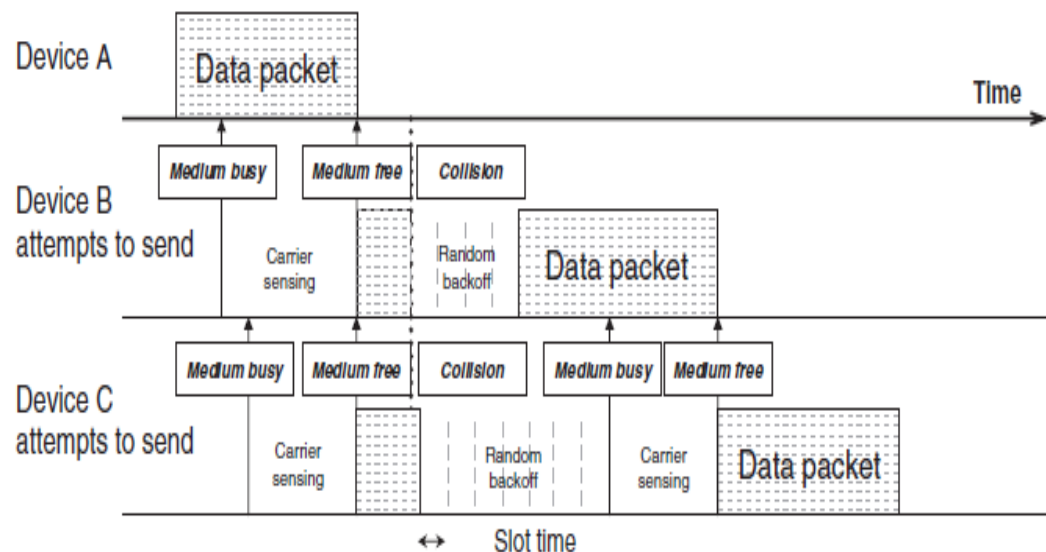 Device A
Data packet
Time
Medium busy
Medium free
Collision
Device B
attempts to send
Carrier
sensing
Random
backoff
Data packet
Medium busy
Medium free
Collision
Medium busy
Medium free
Device C
attempts to send
Carrier
sensing
Random
backoff
Carrier
sensing
Data packet
Slot time